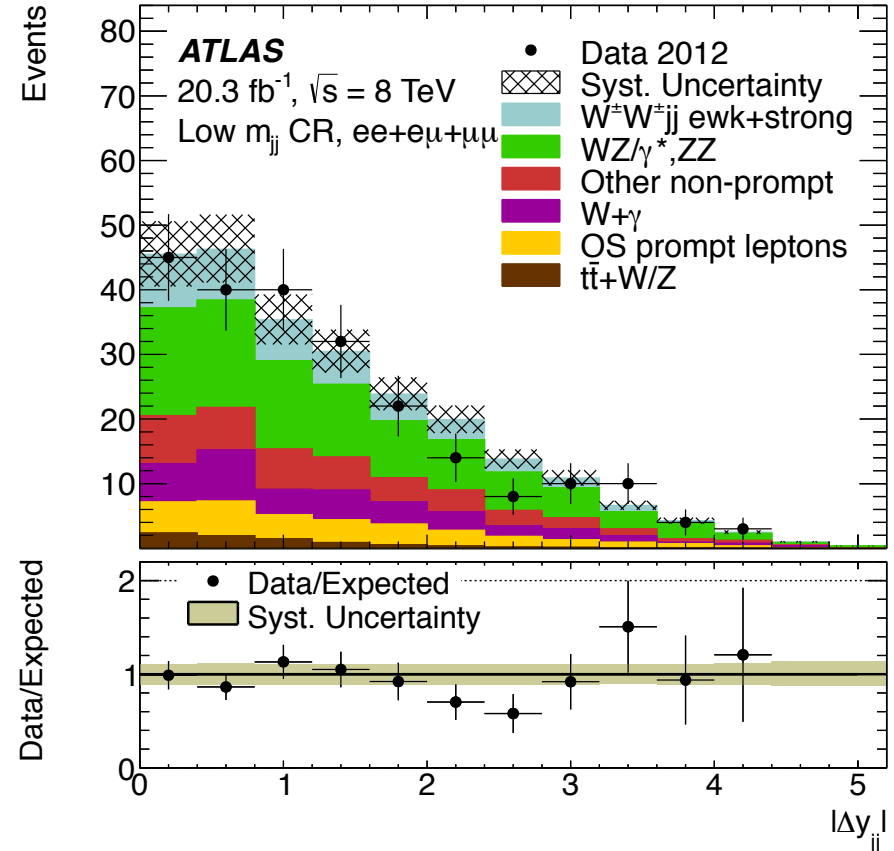 Events
80
70
60
50
40
30
20
10
ATLAS
20.3 fb⁻¹, √s = 8 TeV
Low m_jj CR, ee+eμ+μμ
Data 2012
Syst. Uncertainty
W±W±jj ewk+strong
WZ/γ*,ZZ
Other non-prompt
W+γ
OS prompt leptons
tt̄+W/Z
Data/Expected
2
1
0
Data/Expected
Syst. Uncertainty
0 1 2 3 4 5
|Δy_jj|